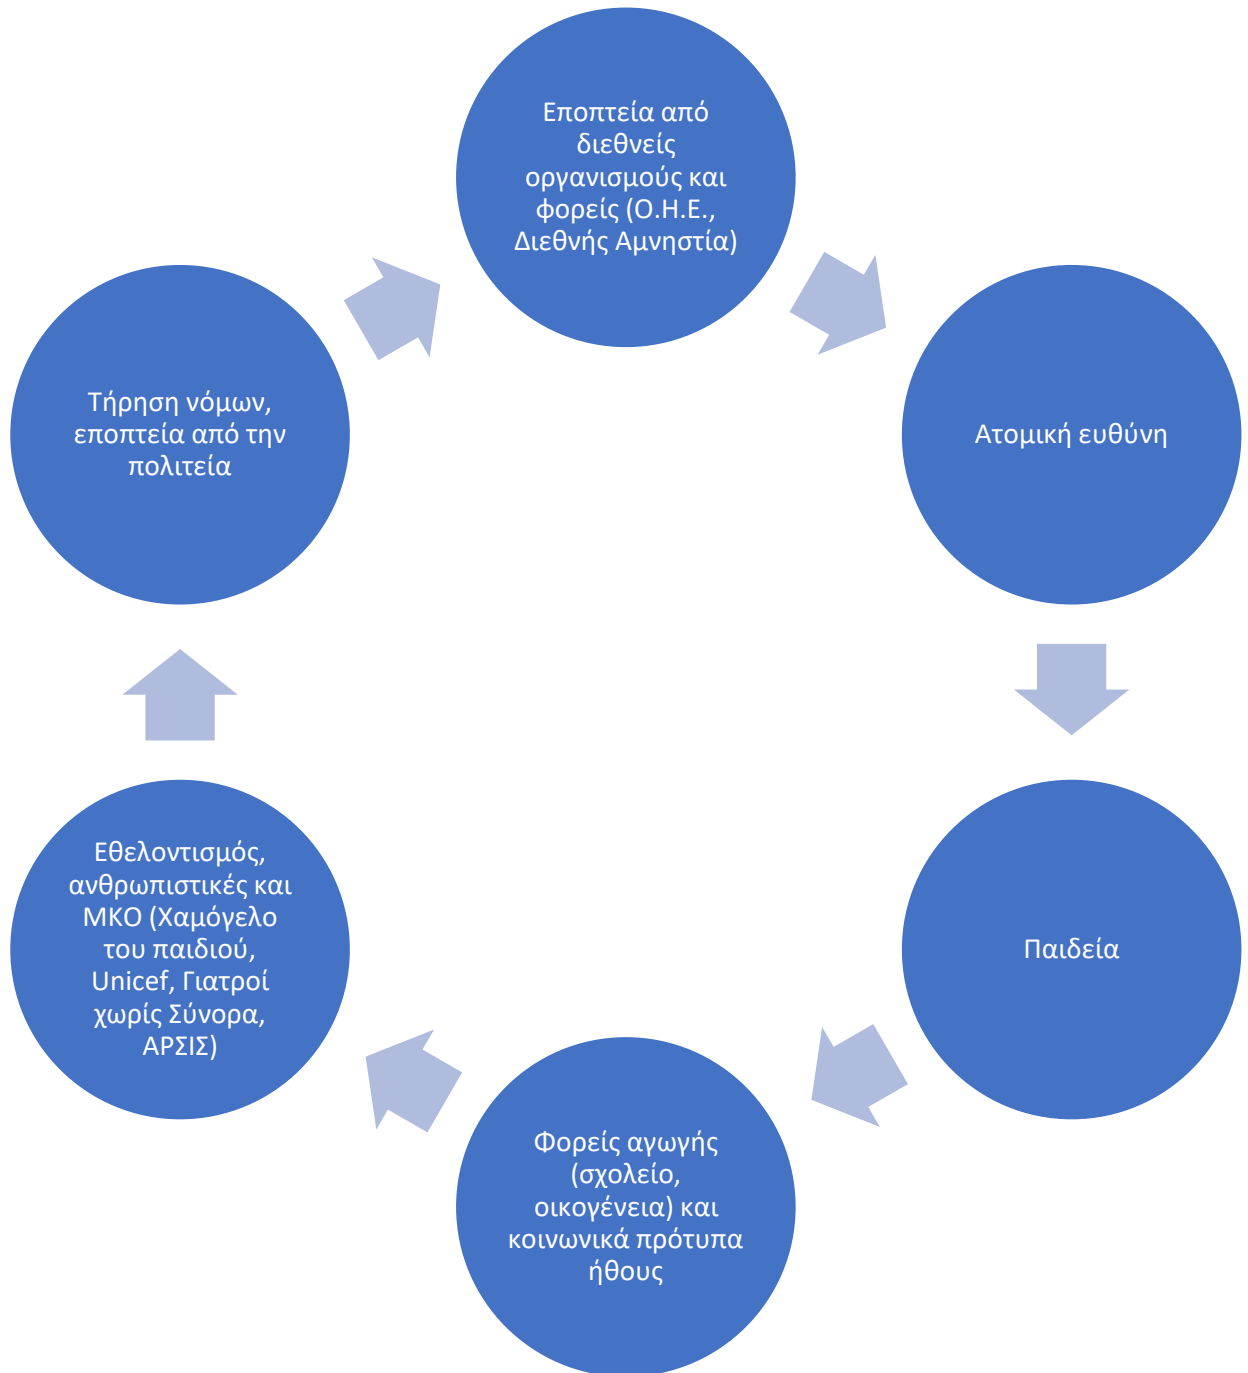 Εποπτεία από
διεθνείς
οργανισμούς και
φορείς (Ο.Η.Ε.,
Διεθνής Αμνηστία)
Ατομική ευθύνη
Παιδεία
Φορείς αγωγής
(σχολείο,
οικογένεια) και
κοινωνικά πρότυπα
ήθους
Εθελοντισμός,
ανθρωπιστικές και
ΜΚΟ (Χαμόγελο
του παιδιού,
Unicef, Γιατροί
χωρίς Σύνορα,
ΑΡΣΙΣ)
Τήρηση νόμων,
εποπτεία από την
πολιτεία